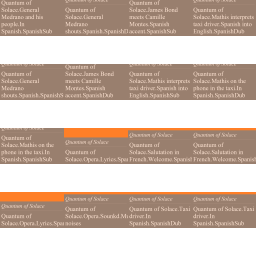 Quantum of
Solace:General
Medrano and his
people.In
Spanish.SpanishSub
Quantum of
Solace:General
Medrano
shouts.Spanish.Spanish
Quantum of
Solace:James Bond
meets Camille
Montes.Spanish
accent.SpanishSub
Quantum of
Solace:Mathis interprets
taxi driver.Spanish into
English.SpanishDub
Quantum of
Solace:General
Medrano
shouts.Spanish.Spanish
Quantum of
Solace:James Bond
meets Camille
Montes.Spanish
accent.SpanishDub
Quantum of
Solace:Mathis interprets
taxi driver.Spanish into
English.SpanishSub
Quantum of
Solace:Mathis on the
phone in the taxi.In
Spanish.SpanishDub
Quantum of
Solace:Mathis on the
phone in the taxi.In
Spanish.SpanishSub
Quantum of Solace
Quantum of
Solace:Opera.Lyrics.Spa
Quantum of Solace
Quantum of
Solace:Salutation in
French.Welcome.Spanish
Quantum of Solace
Quantum of
Solace:Salutation in
French.Welcome.Spanish
Quantum of Solace
Quantum of
Solace:Opera.Lyrics.Spa
Quantum of Solace
Quantum of
noises
Quantum of Solace
Quantum of Solace:Taxi
driver.In
Spanish.SpanishDub
Quantum of Solace
Quantum of Solace:Taxi
driver.In
Spanish.SpanishSub